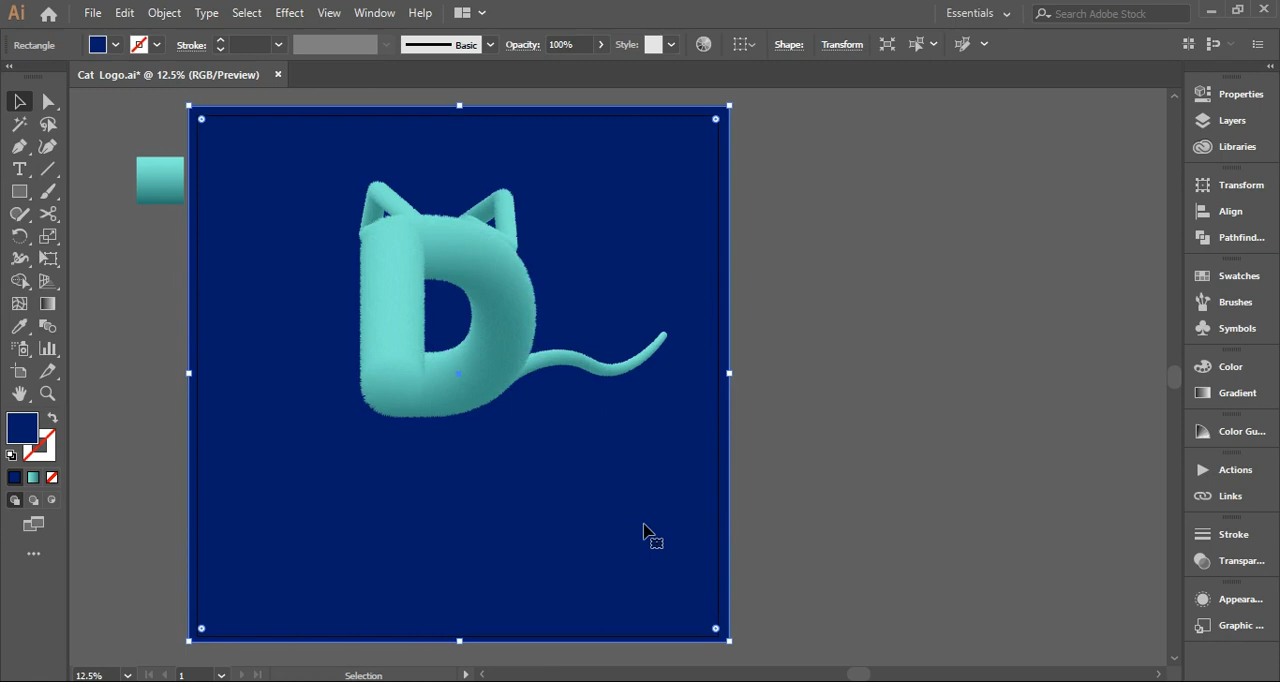 Ai File Edit Object Type Select Effect View Window Help Essentials Search Adobe Stock
Rectangle Stroke: Basic Opacity: 100% Style: Shape: Transform
Cat Logo.ai* @ 12.5% (RGB/Preview)
Properties
Layers
Libraries
Transform
Align
Pathfind...
Swatches
Brushes
Symbols
Color
Gradient
Color Gu...
Actions
Links
Stroke
Transpar...
Appeara...
Graphic ...
D
12.5% 1 Selection